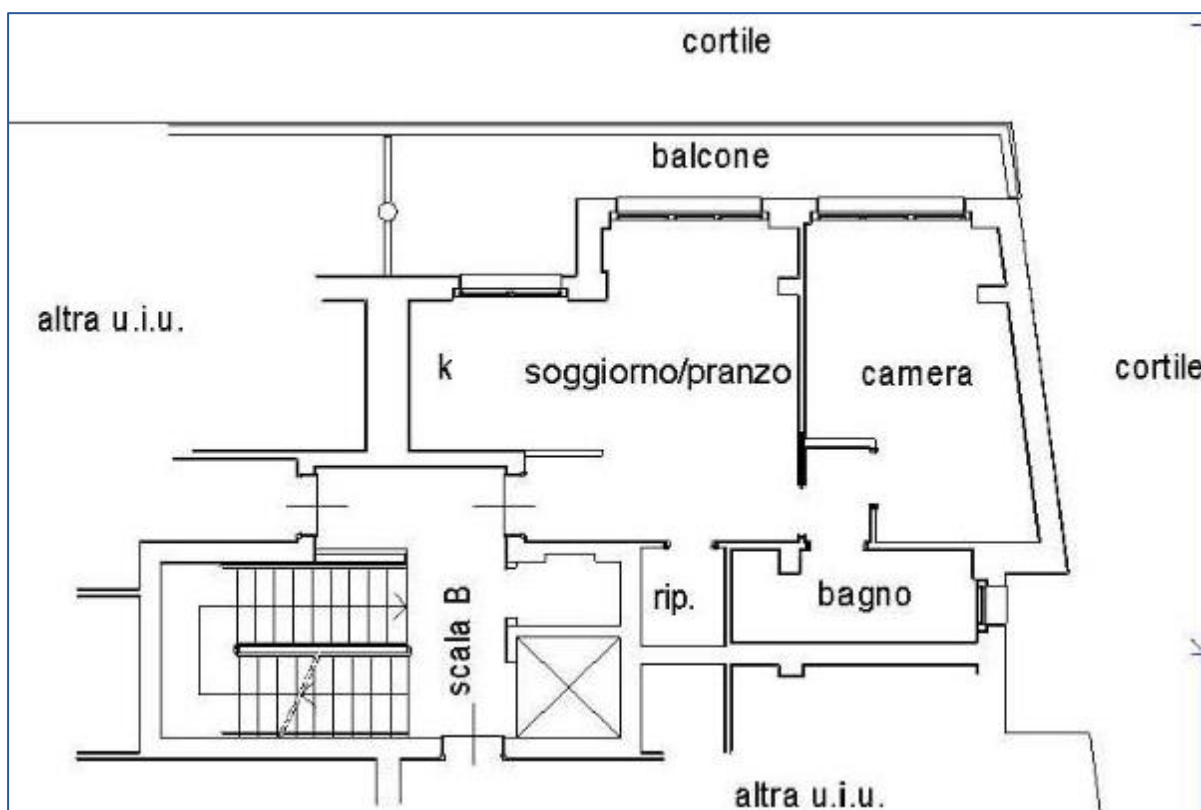 cortile
balcone
altra u.i.u.
k
soggiorno/pranzo
camera
cortile
rip.
bagno
scala B
altra u.i.u.